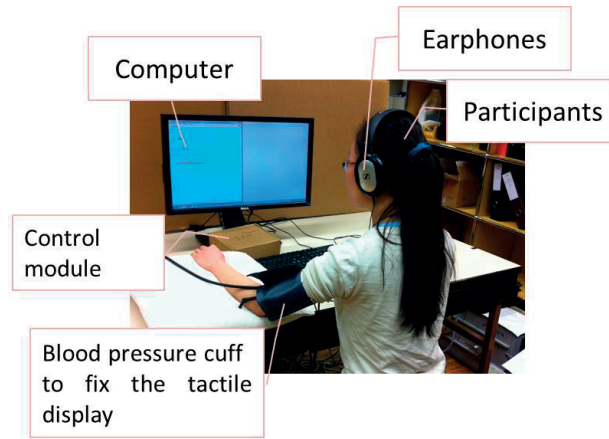 Earphones
Computer
Participants
Control
module
Blood pressure cuff
to fix the tactile
display